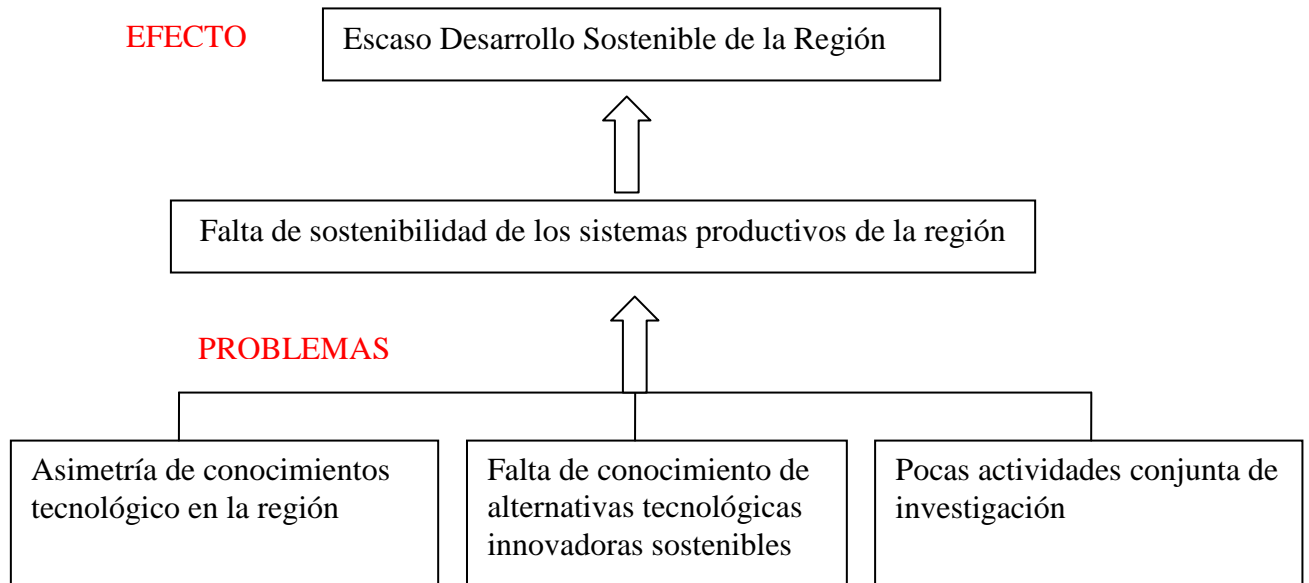 EFECTO
Escaso Desarrollo Sostenible de la Región
Falta de sostenibilidad de los sistemas productivos de la región
PROBLEMAS
Asimetría de conocimientos
tecnológico en la región
Falta de conocimiento de
alternativas tecnológicas
innovadoras sostenibles
Pocas actividades conjunta de
investigación